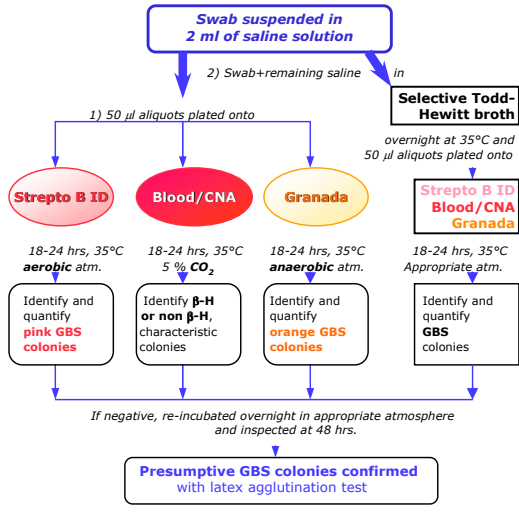 Swab suspended in
2 ml of saline solution
2) Swab+remaining saline in
Selective Todd-
Hewitt broth
1) 50 µl aliquots plated onto
overnight at 35°C and
50 µl aliquots plated onto
Strepto B ID
Blood/CNA
Granada
Strepto B ID
Blood/CNA
Granada
18-24 hrs, 35°C
aerobic atm.
18-24 hrs, 35°C
5 % CO₂
18-24 hrs, 35°C
anaerobic atm.
18-24 hrs, 35°C
Appropriate atm.
Identify and
quantify
pink GBS
colonies
Identify β-H
or non β-H,
characteristic
colonies
Identify and
quantify
orange GBS
colonies
Identify and
quantify
GBS
colonies
If negative, re-incubated overnight in appropriate atmosphere
and inspected at 48 hrs.
Presumptive GBS colonies confirmed
with latex agglutination test